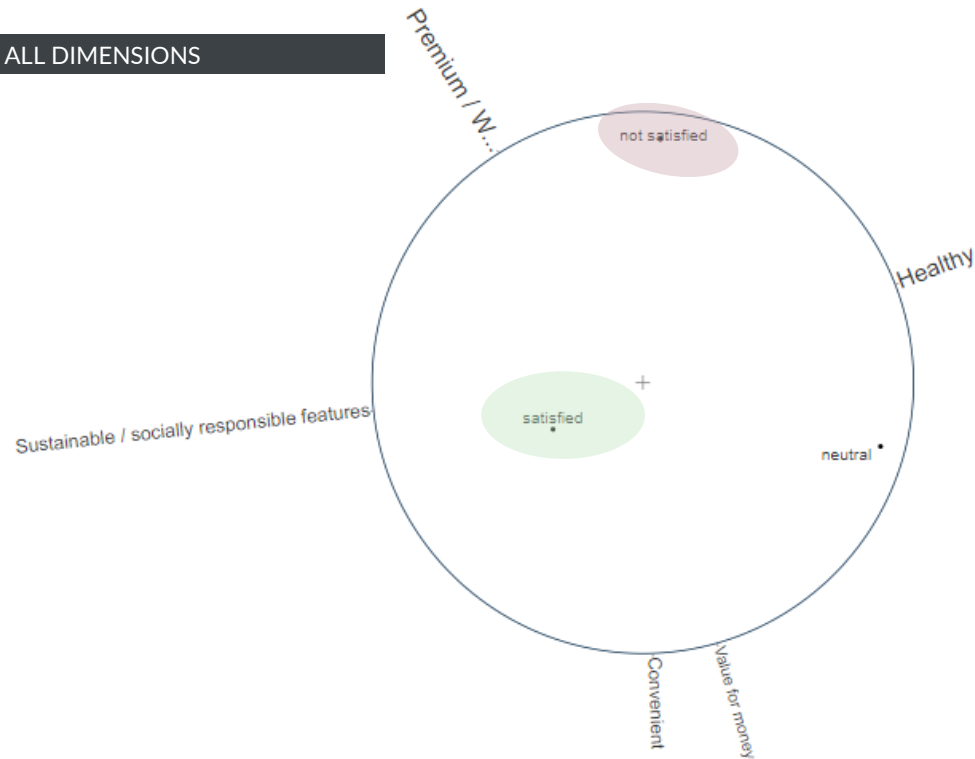 ALL DIMENSIONS
Premium / W...
not satisfied
Healthy
Sustainable / socially responsible features
satisfied
neutral
Convenient
Value for money